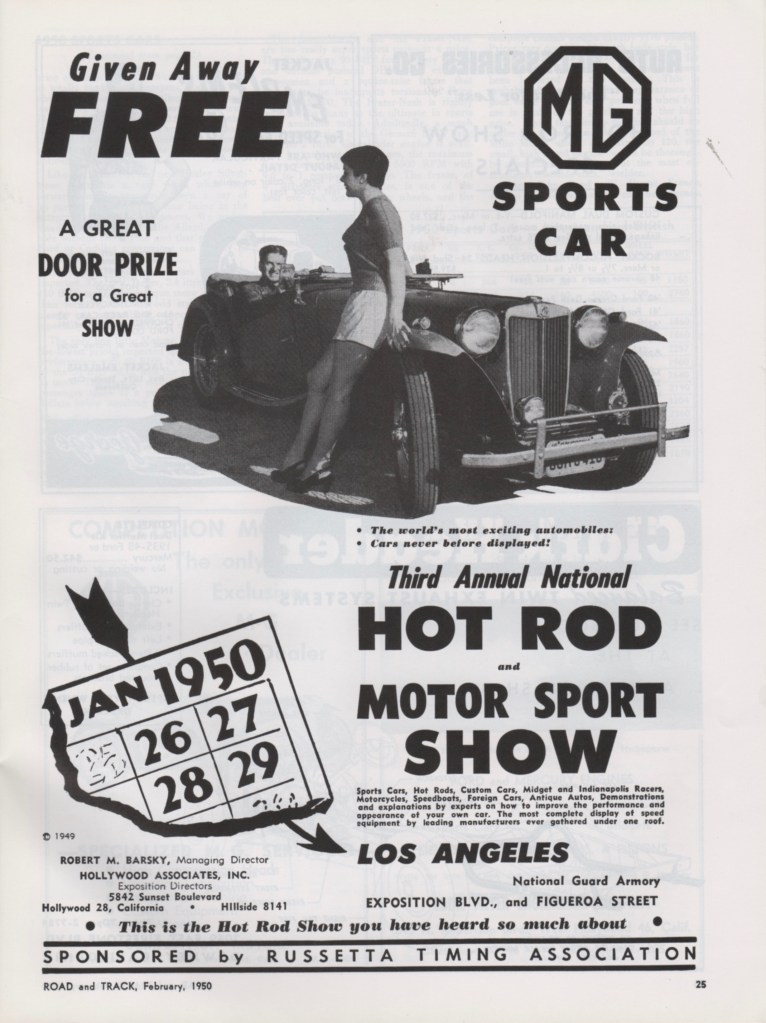 Given Away
FREE
MG
SPORTS
CAR
A GREAT
DOOR PRIZE
for a Great
SHOW
• The world's most exciting automobiles:
• Cars never before displayed!
Third Annual National
HOT ROD
and
MOTOR SPORT
SHOW
JAN 1950
26 27
28 29
Sports Cars, Hot Rods, Custom Cars, Midget and Indianapolis Racers,
Motorcycles, Speedboats, Foreign Cars, Antique Autos, Demonstrations
and explanations by experts on how to improve the performance and
appearance of your own car. The most complete display of speed
equipment by leading manufacturers ever gathered under one roof.
© 1949
ROBERT M. BARSKY, Managing Director
HOLLYWOOD ASSOCIATES, INC.
Exposition Directors
5842 Sunset Boulevard
Hollywood 28, California • HIllside 8141
LOS ANGELES
National Guard Armory
EXPOSITION BLVD., and FIGUEROA STREET
• This is the Hot Rod Show you have heard so much about •
SPONSORED by RUSSETTA TIMING ASSOCIATION
ROAD and TRACK, February, 1950
25